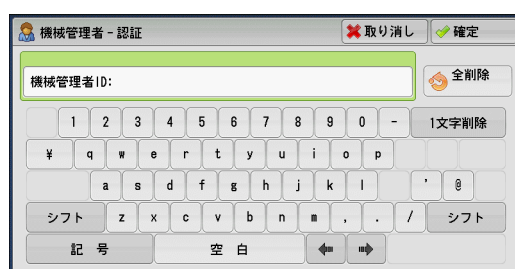 機械管理者 - 認証 取り消し 確定
機械管理者ID: 全削除
1 2 3 4 5 6 7 8 9 0 - 1文字削除
¥ q w e r t y u i o p
a s d f g h j k l ' @
シフト z x c v b n m , . / シフト
記号 空白